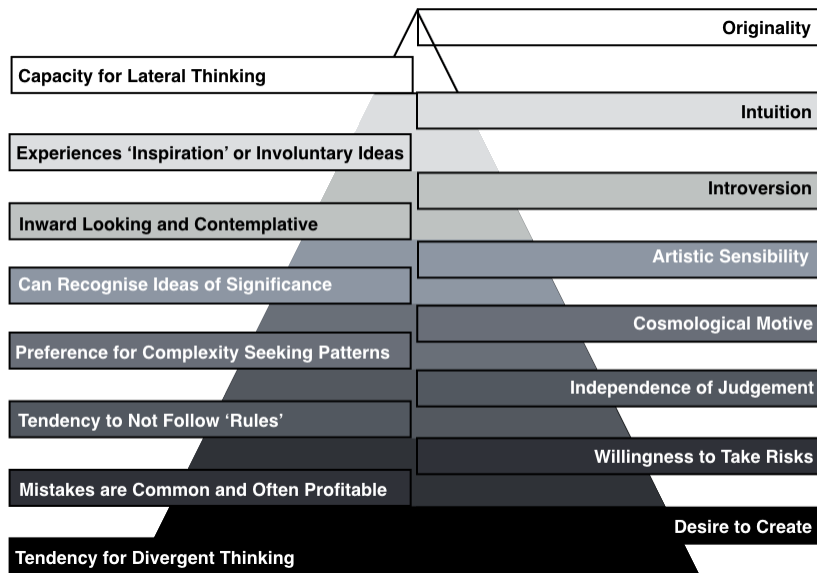 Originality
Capacity for Lateral Thinking
Intuition
Experiences ‘Inspiration’ or Involuntary Ideas
Introversion
Inward Looking and Contemplative
Artistic Sensibility
Can Recognise Ideas of Significance
Cosmological Motive
Preference for Complexity Seeking Patterns
Independence of Judgement
Tendency to Not Follow ‘Rules’
Willingness to Take Risks
Mistakes are Common and Often Profitable
Desire to Create
Tendency for Divergent Thinking